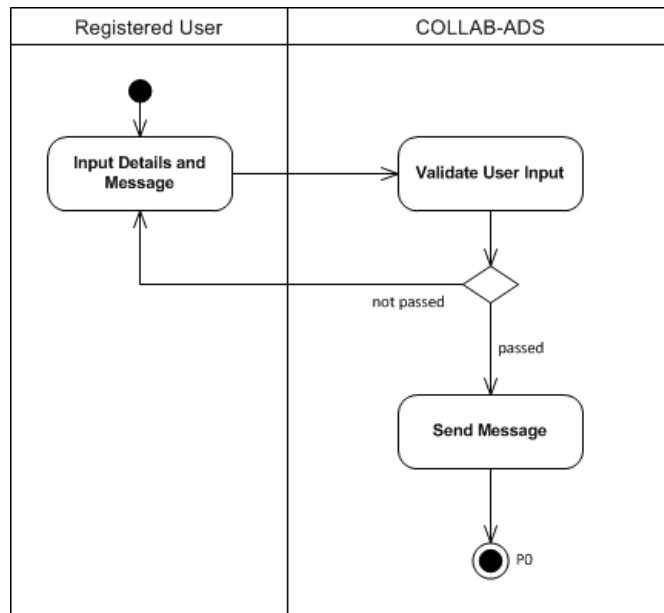 Registered User
COLLAB-ADS
Input Details and
Message
Validate User Input
not passed
passed
Send Message
P0